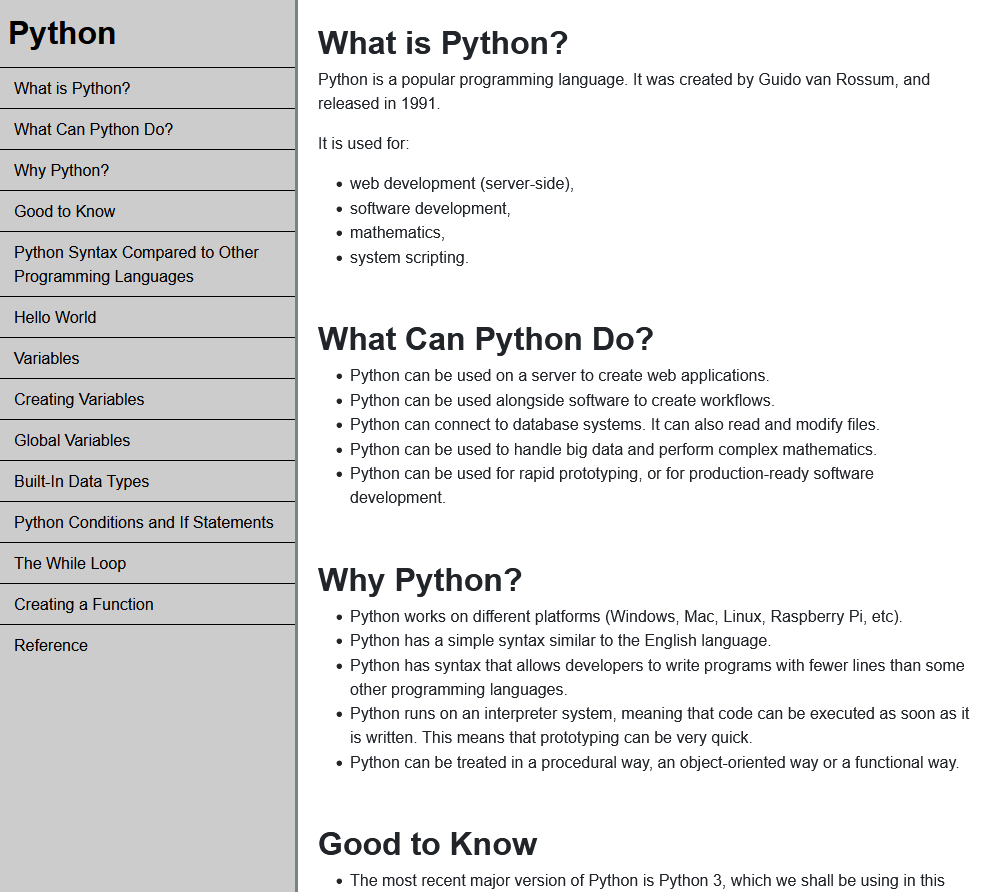 Python
What is Python?
What Can Python Do?
Why Python?
Good to Know
Python Syntax Compared to Other
Programming Languages
Hello World
Variables
Creating Variables
Global Variables
Built-In Data Types
Python Conditions and If Statements
The While Loop
Creating a Function
Reference
What is Python?
Python is a popular programming language. It was created by Guido van Rossum, and
released in 1991.
It is used for:
• web development (server-side),
• software development,
• mathematics,
• system scripting.
What Can Python Do?
• Python can be used on a server to create web applications.
• Python can be used alongside software to create workflows.
• Python can connect to database systems. It can also read and modify files.
• Python can be used to handle big data and perform complex mathematics.
• Python can be used for rapid prototyping, or for production-ready software
development.
Why Python?
• Python works on different platforms (Windows, Mac, Linux, Raspberry Pi, etc).
• Python has a simple syntax similar to the English language.
• Python has syntax that allows developers to write programs with fewer lines than some
other programming languages.
• Python runs on an interpreter system, meaning that code can be executed as soon as it
is written. This means that prototyping can be very quick.
• Python can be treated in a procedural way, an object-oriented way or a functional way.
Good to Know
• The most recent major version of Python is Python 3, which we shall be using in this